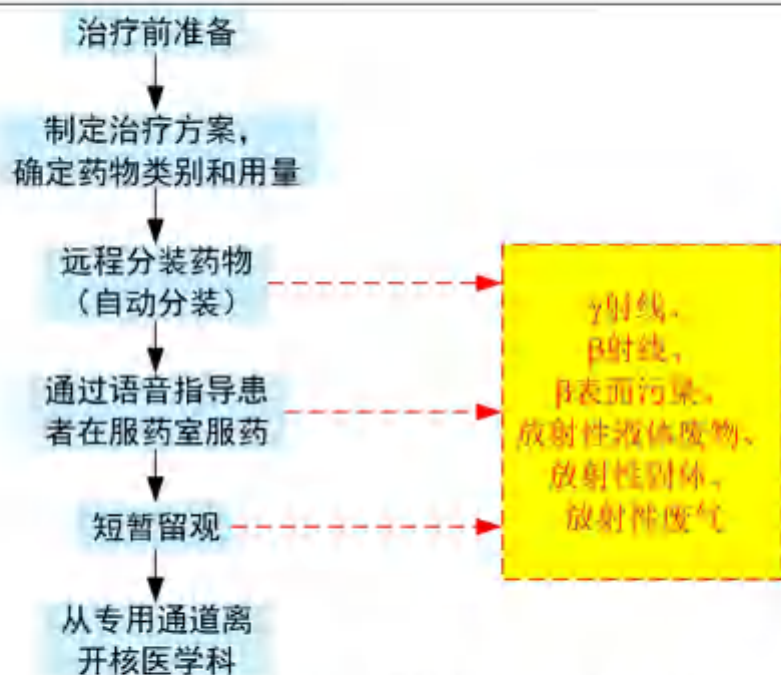 治疗前准备
制定治疗方案，
确定药物类别和用量
远程分装药物
（自动分装）
通过语音指导患
者在服药室服药
短暂留观
从专用通道离
开核医学科
γ射线、
β射线、
β表面污染、
放射性液体废物、
放射性固体、
放射性废气